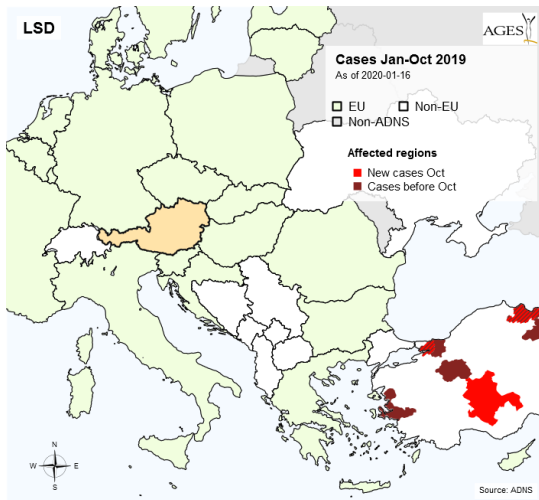 LSD
AGES
Cases Jan-Oct 2019
As of 2020-01-16
EU
Non-EU
Non-ADNS
Affected regions
New cases Oct
Cases before Oct
N
W
E
S
Source: ADNS